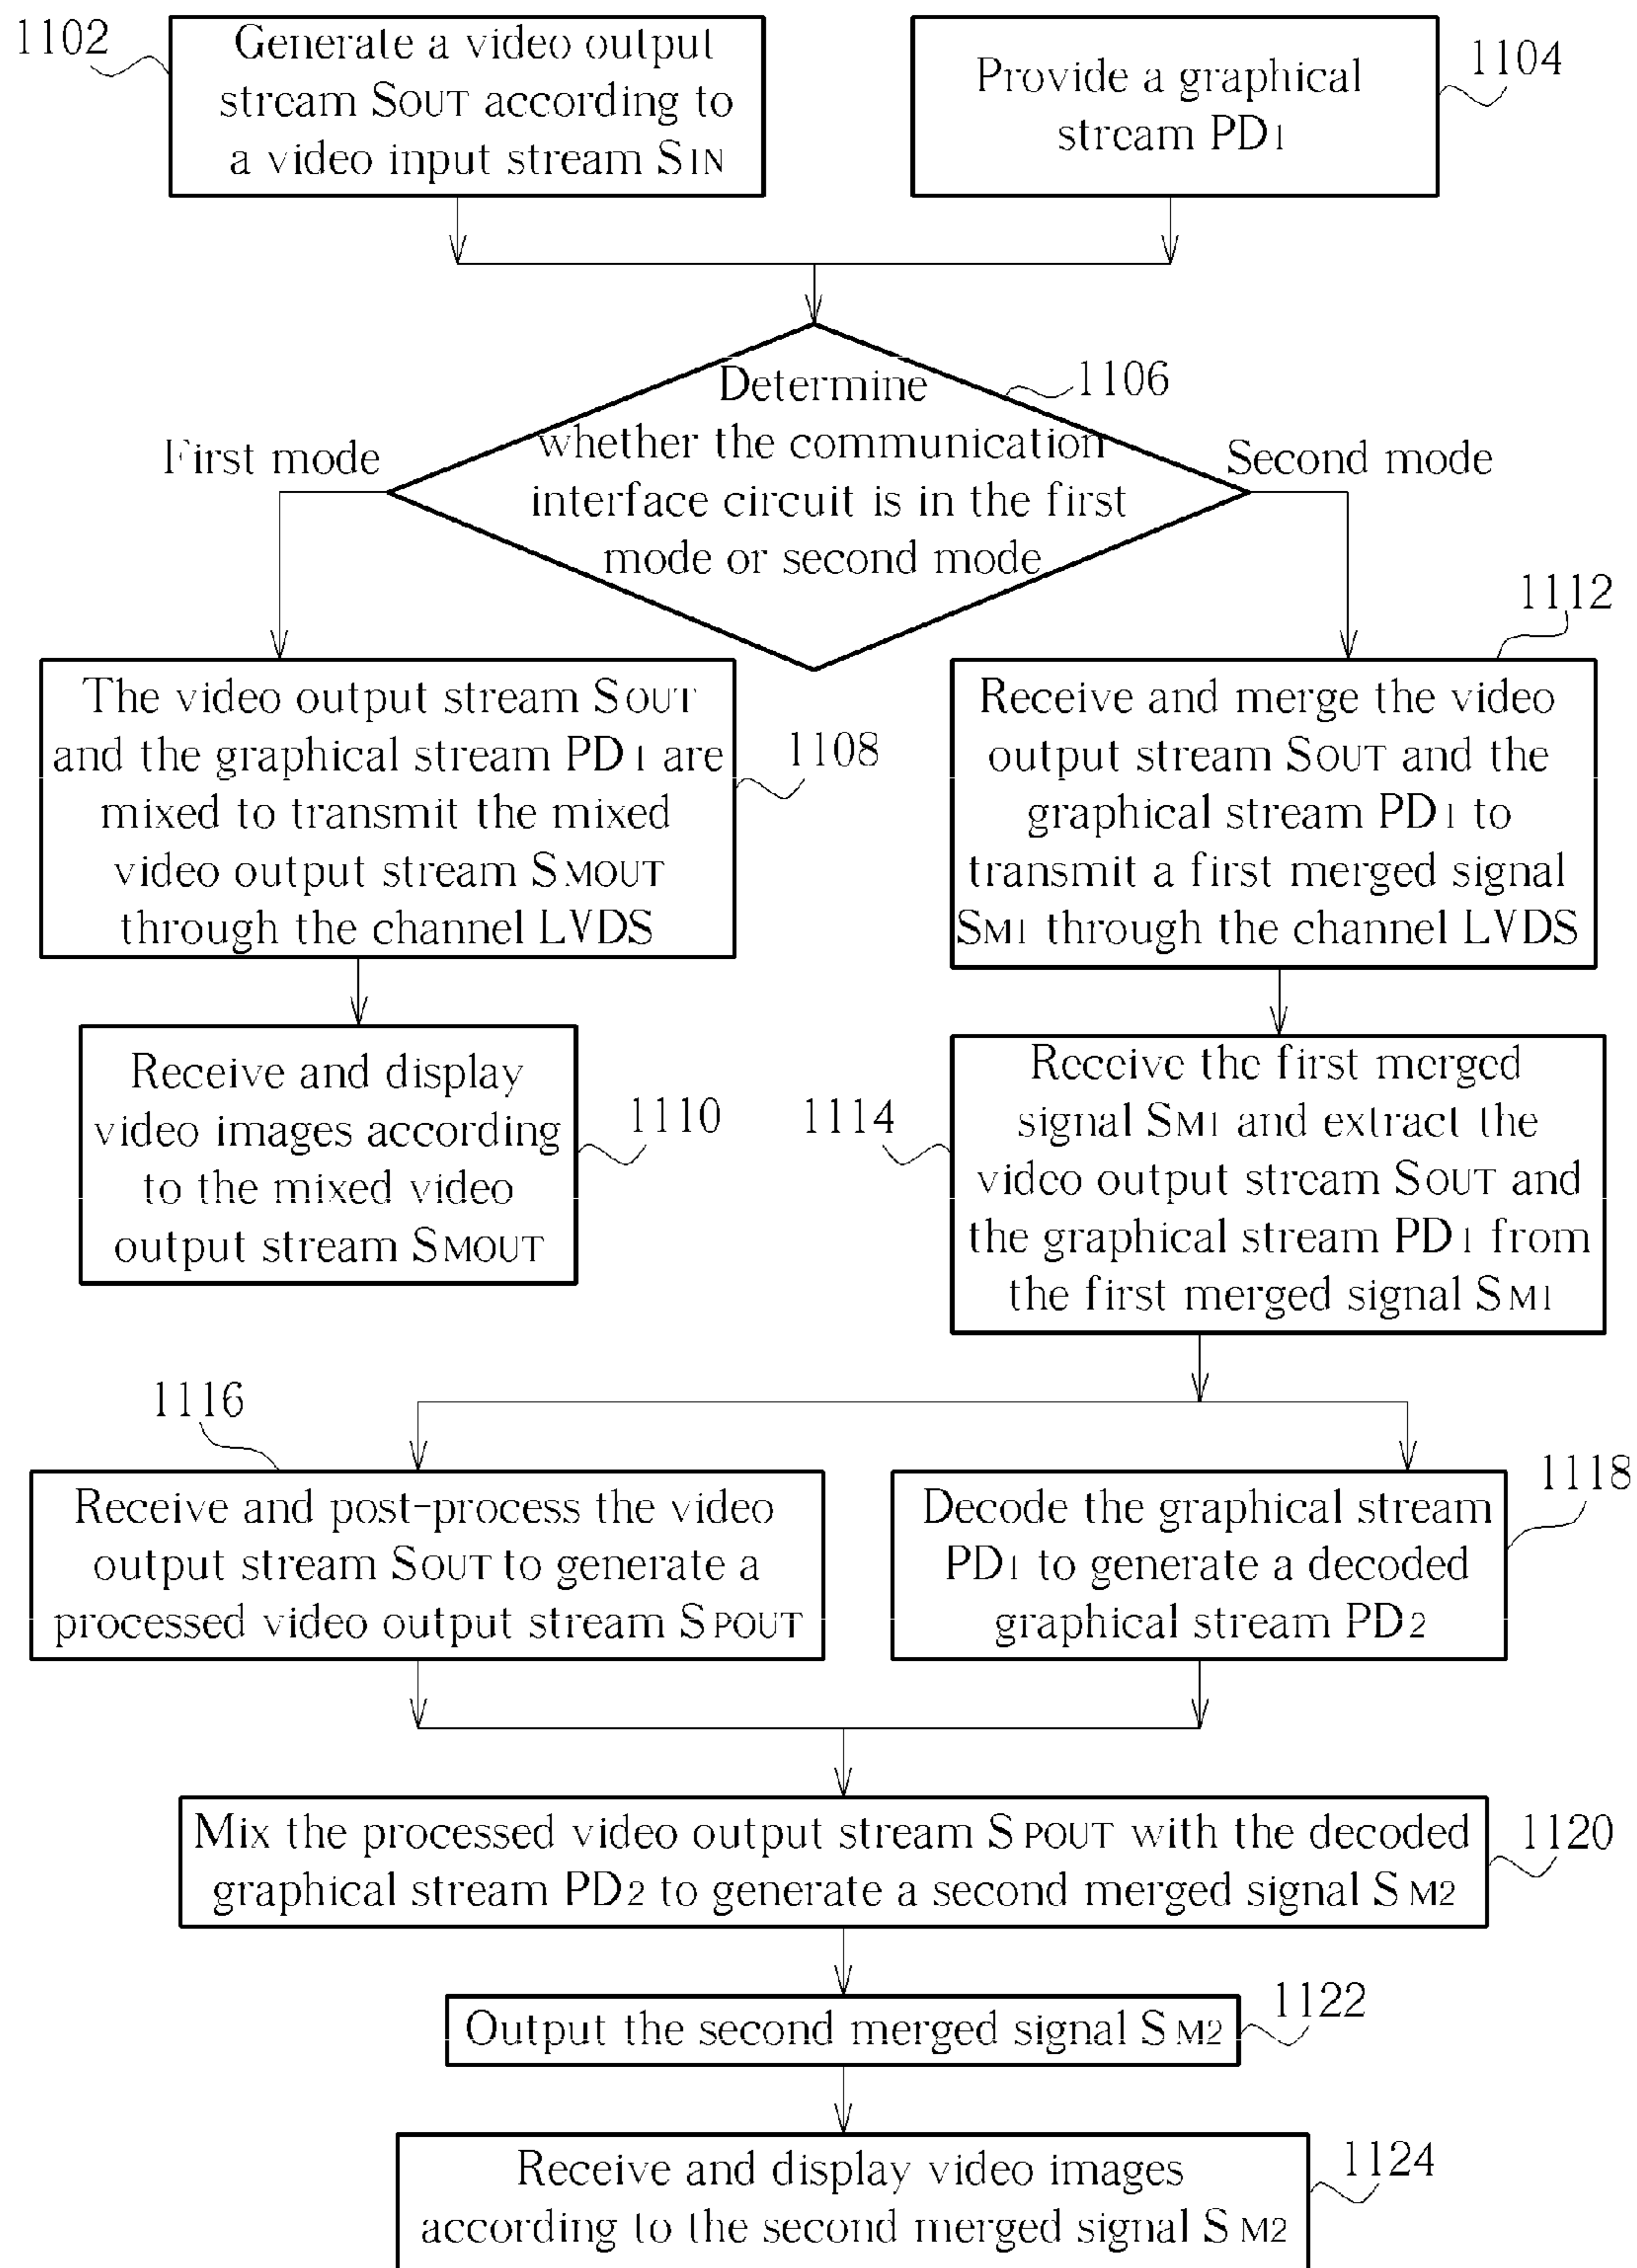 1102
Generate a video output
stream SOUT according to
a video input stream SIN
Provide a graphical
stream PD1
1104
Determine
whether the communication
interface circuit is in the first
mode or second mode
1106
First mode
Second mode
The video output stream SOUT
and the graphical stream PD1 are
mixed to transmit the mixed
video output stream SMOUT
through the channel LVDS
1108
1112
Receive and merge the video
output stream SOUT and the
graphical stream PD1 to
transmit a first merged signal
SM1 through the channel LVDS
Receive and display
video images according
to the mixed video
output stream SMOUT
1110
1114
Receive the first merged
signal SM1 and extract the
video output stream SOUT and
the graphical stream PD1 from
the first merged signal SM1
1116
Receive and post-process the video
output stream SOUT to generate a
processed video output stream SPOUT
Decode the graphical stream
PD1 to generate a decoded
graphical stream PD2
1118
Mix the processed video output stream SPOUT with the decoded
graphical stream PD2 to generate a second merged signal SM2
1120
Output the second merged signal SM2
1122
Receive and display video images
according to the second merged signal SM2
1124